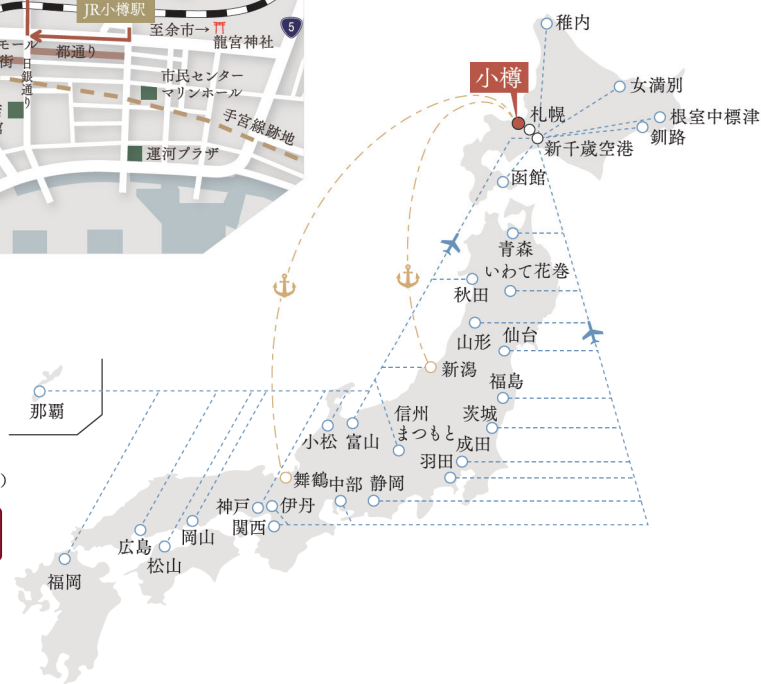 JR小樽駅
至余市→
龍宮神社
5
モール
街
都通り
日銀通り
市民センター
マリンホール
手宮線跡地
運河プラザ
稚内
小樽
女満別
札幌
根室中標津
釧路
新千歳空港
函館
青森
いわて花巻
秋田
山形
仙台
新潟
福島
那覇
信州
まつもと
茨城
小松
富山
成田
羽田
舞鶴
中部
静岡
神戸
伊丹
関西
広島
岡山
松山
福岡
)